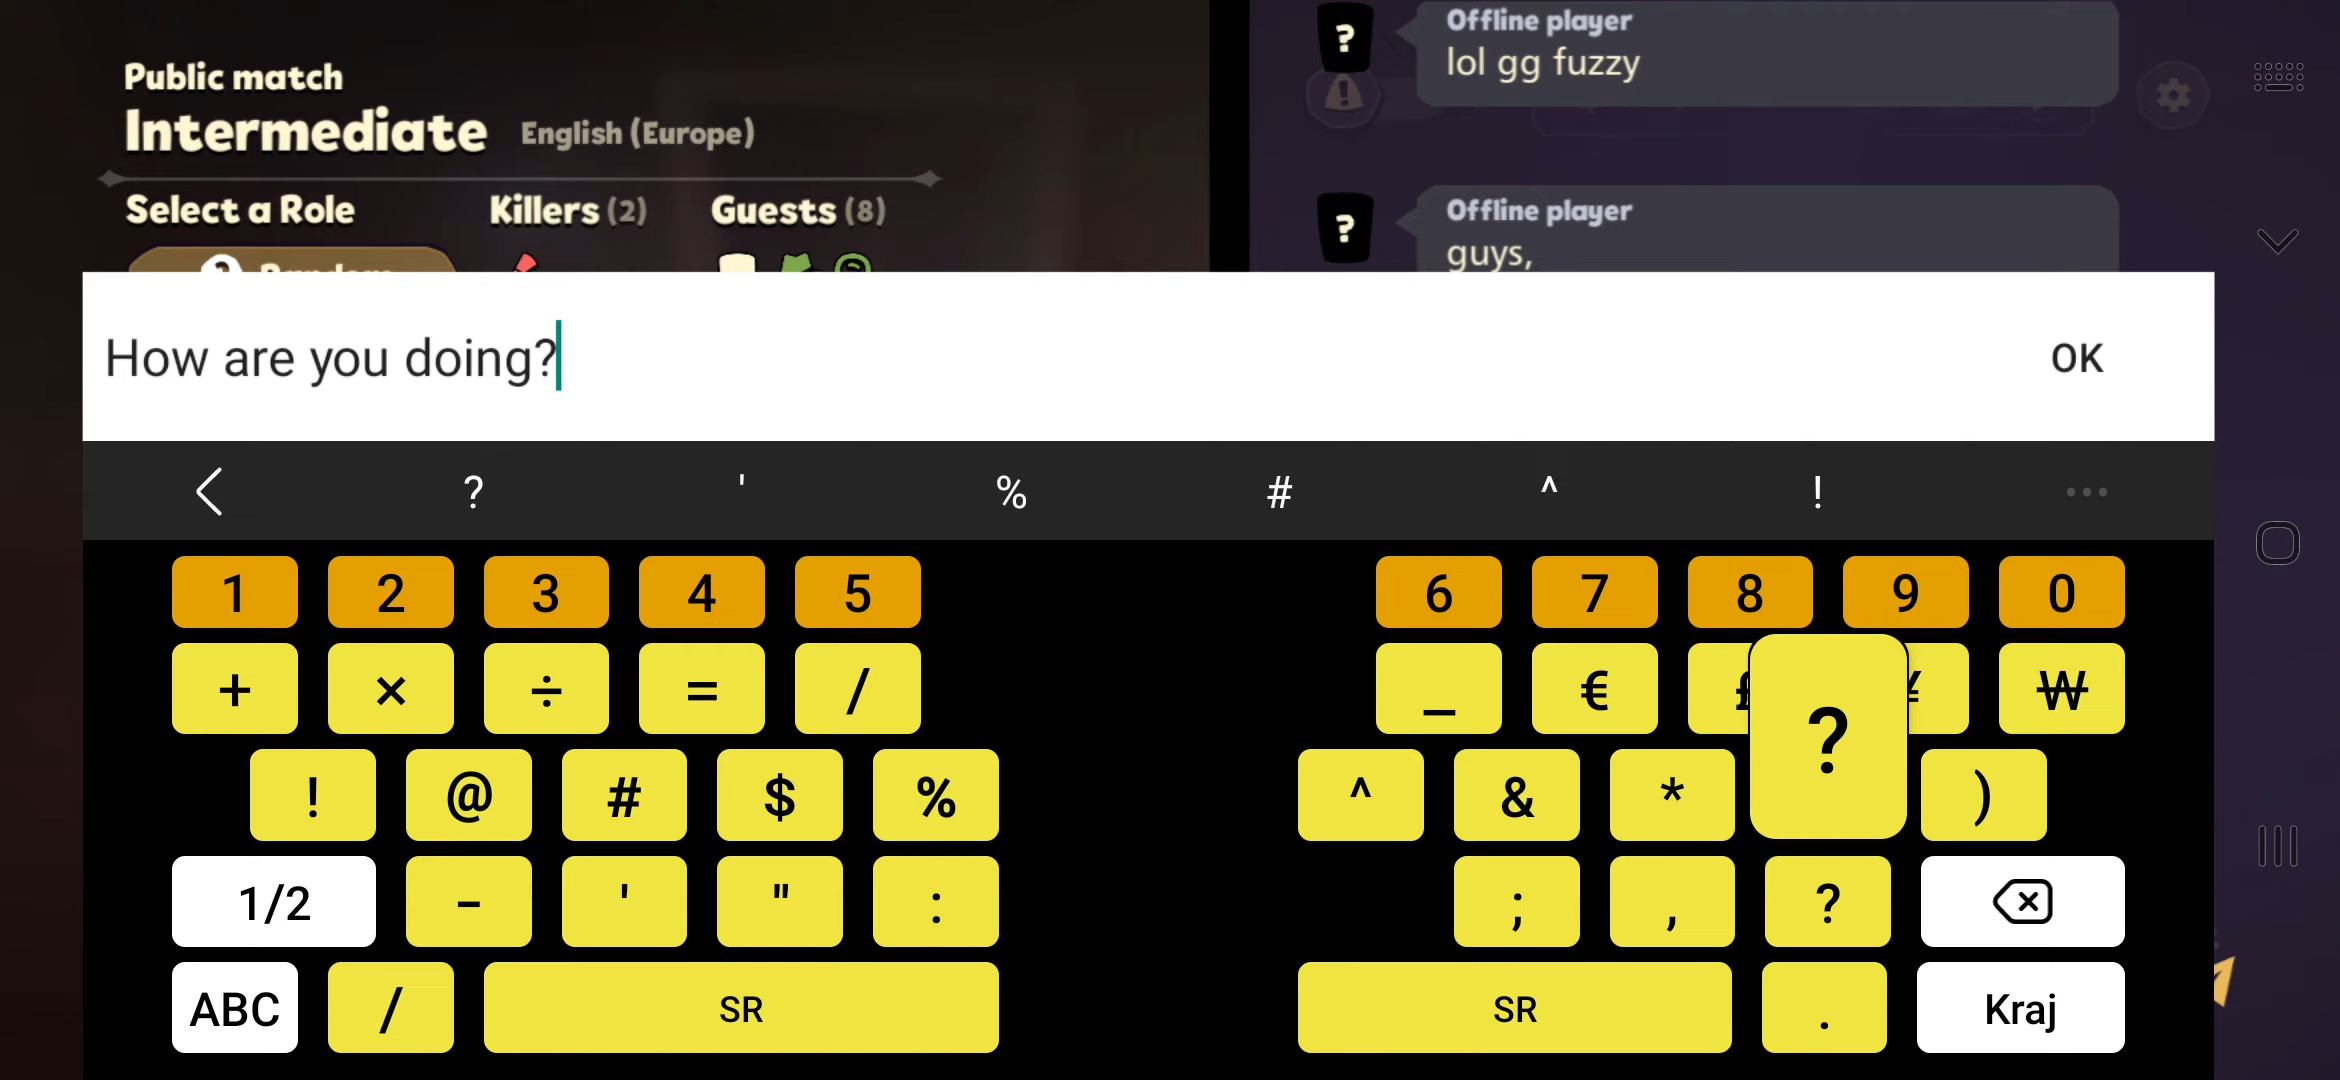 Public match
Intermediate English (Europe)
Select a Role Killers (2) Guests (8)
Random
?
Offline player
lol gg fuzzy
?
Offline player
guys,
How are you doing?
OK
? ' % # ^ ! ...
1 2 3 4 5 6 7 8 9 0
+ × ÷ = / _ € £ ¥ ₩
! @ # $ % ^ & * ? )
1/2 - ' " : ; , ?
ABC / SR SR . Kraj